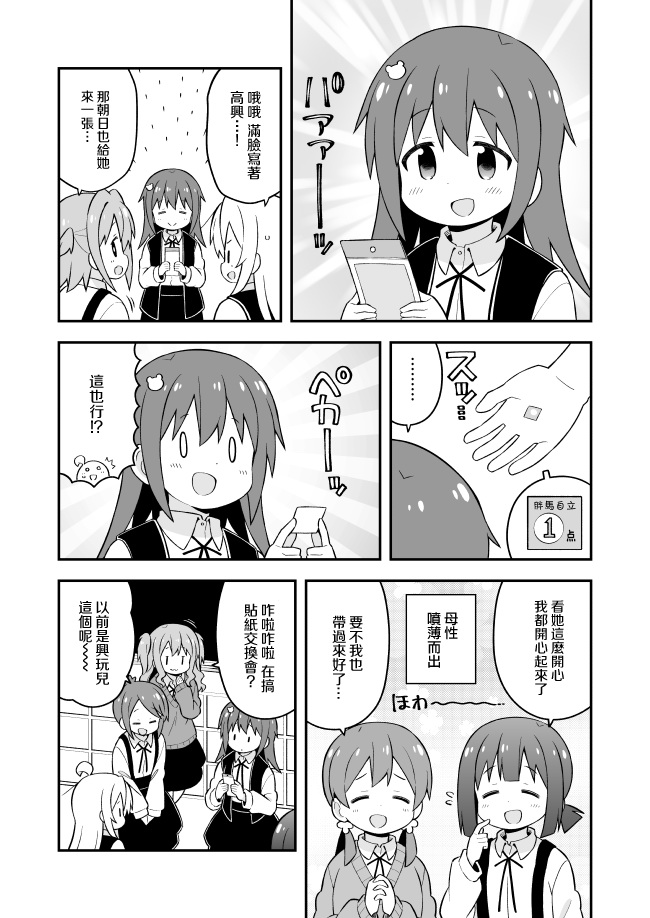 パァァーッ
哦哦 滿臉寫著
高興…!
那朝日也給她
來一張…
スッ…
………
群馬自立
1点
ペカーッ
這也行!?
看她這麼開心
我都開心起來了
母性
噴薄而出
要不我也
帶過來好了…
ほわ〜
咋啦咋啦 在搞
貼紙交換會?
以前是興玩兒
這個呢〜〜